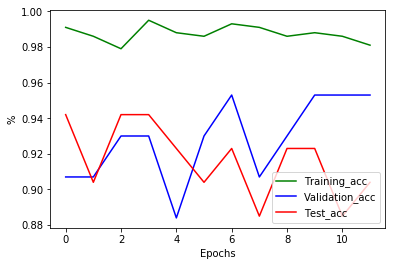 1.00
0.98
0.96
0.94
0.92
0.90
0.88
%
0 2 4 6 8 10
Epochs
Training_acc
Validation_acc
Test_acc